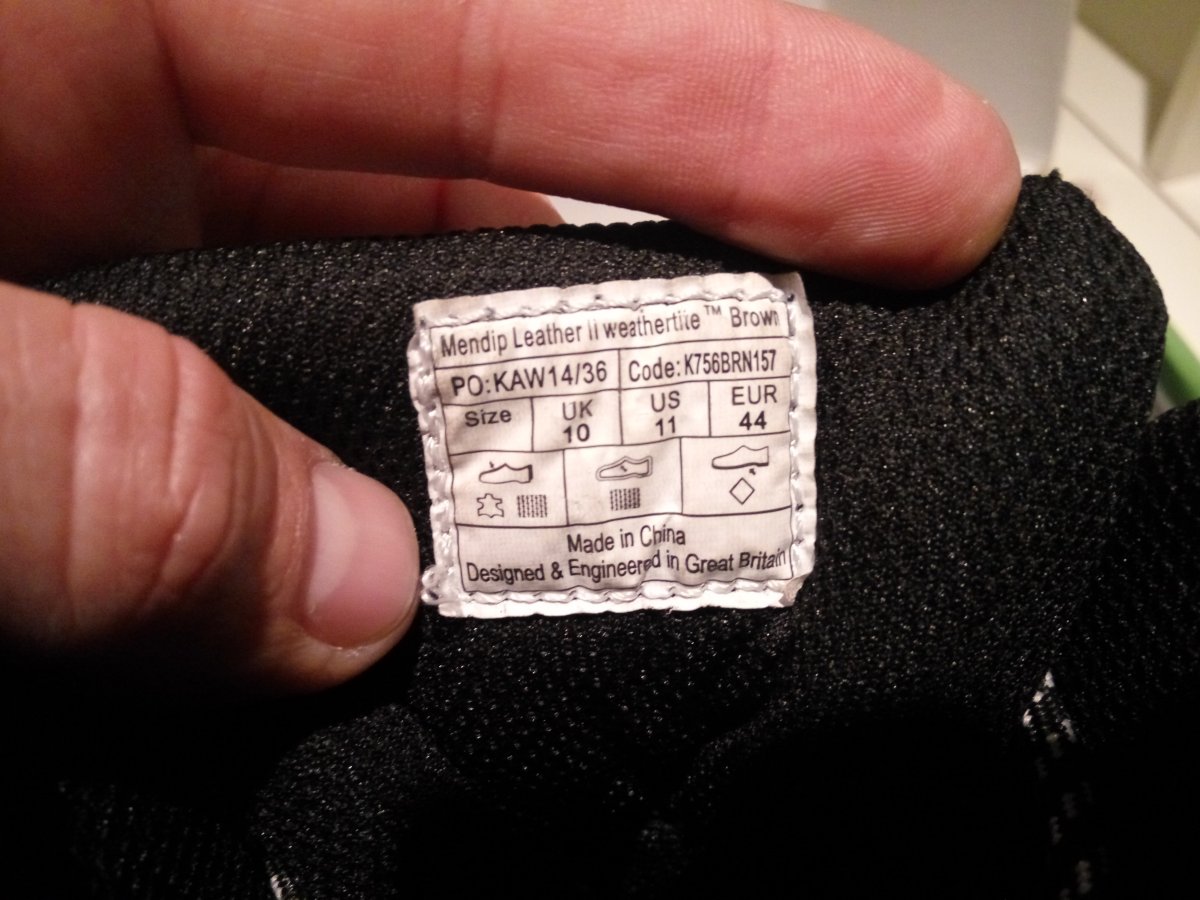 Mendip Leather II weathertite™ Brown
PO:KAW14/36 Code:K756BRN157
Size UK 10 US 11 EUR 44
Made in China
Designed & Engineered in Great Britain